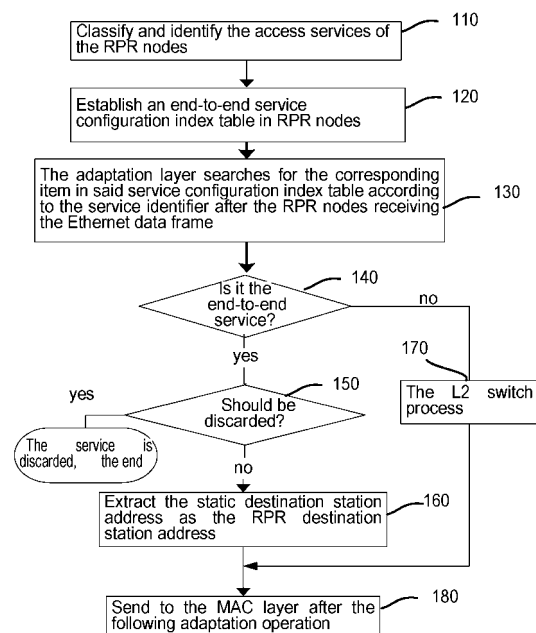 110
Classify and identify the access services of
the RPR nodes
120
Establish an end-to-end service
configuration index table in RPR nodes
The adaptation layer searches for the corresponding
item in said service configuration index table according
to the service identifier after the RPR nodes receiving
the Ethernet data frame
130
140
Is it the
end-to-end
service?
no
yes
170
The L2 switch
process
150
yes
Should be
discarded?
The service is
discarded, the end
no
Extract the static destination station
address as the RPR destination
station address
160
180
Send to the MAC layer after the
following adaptation operation